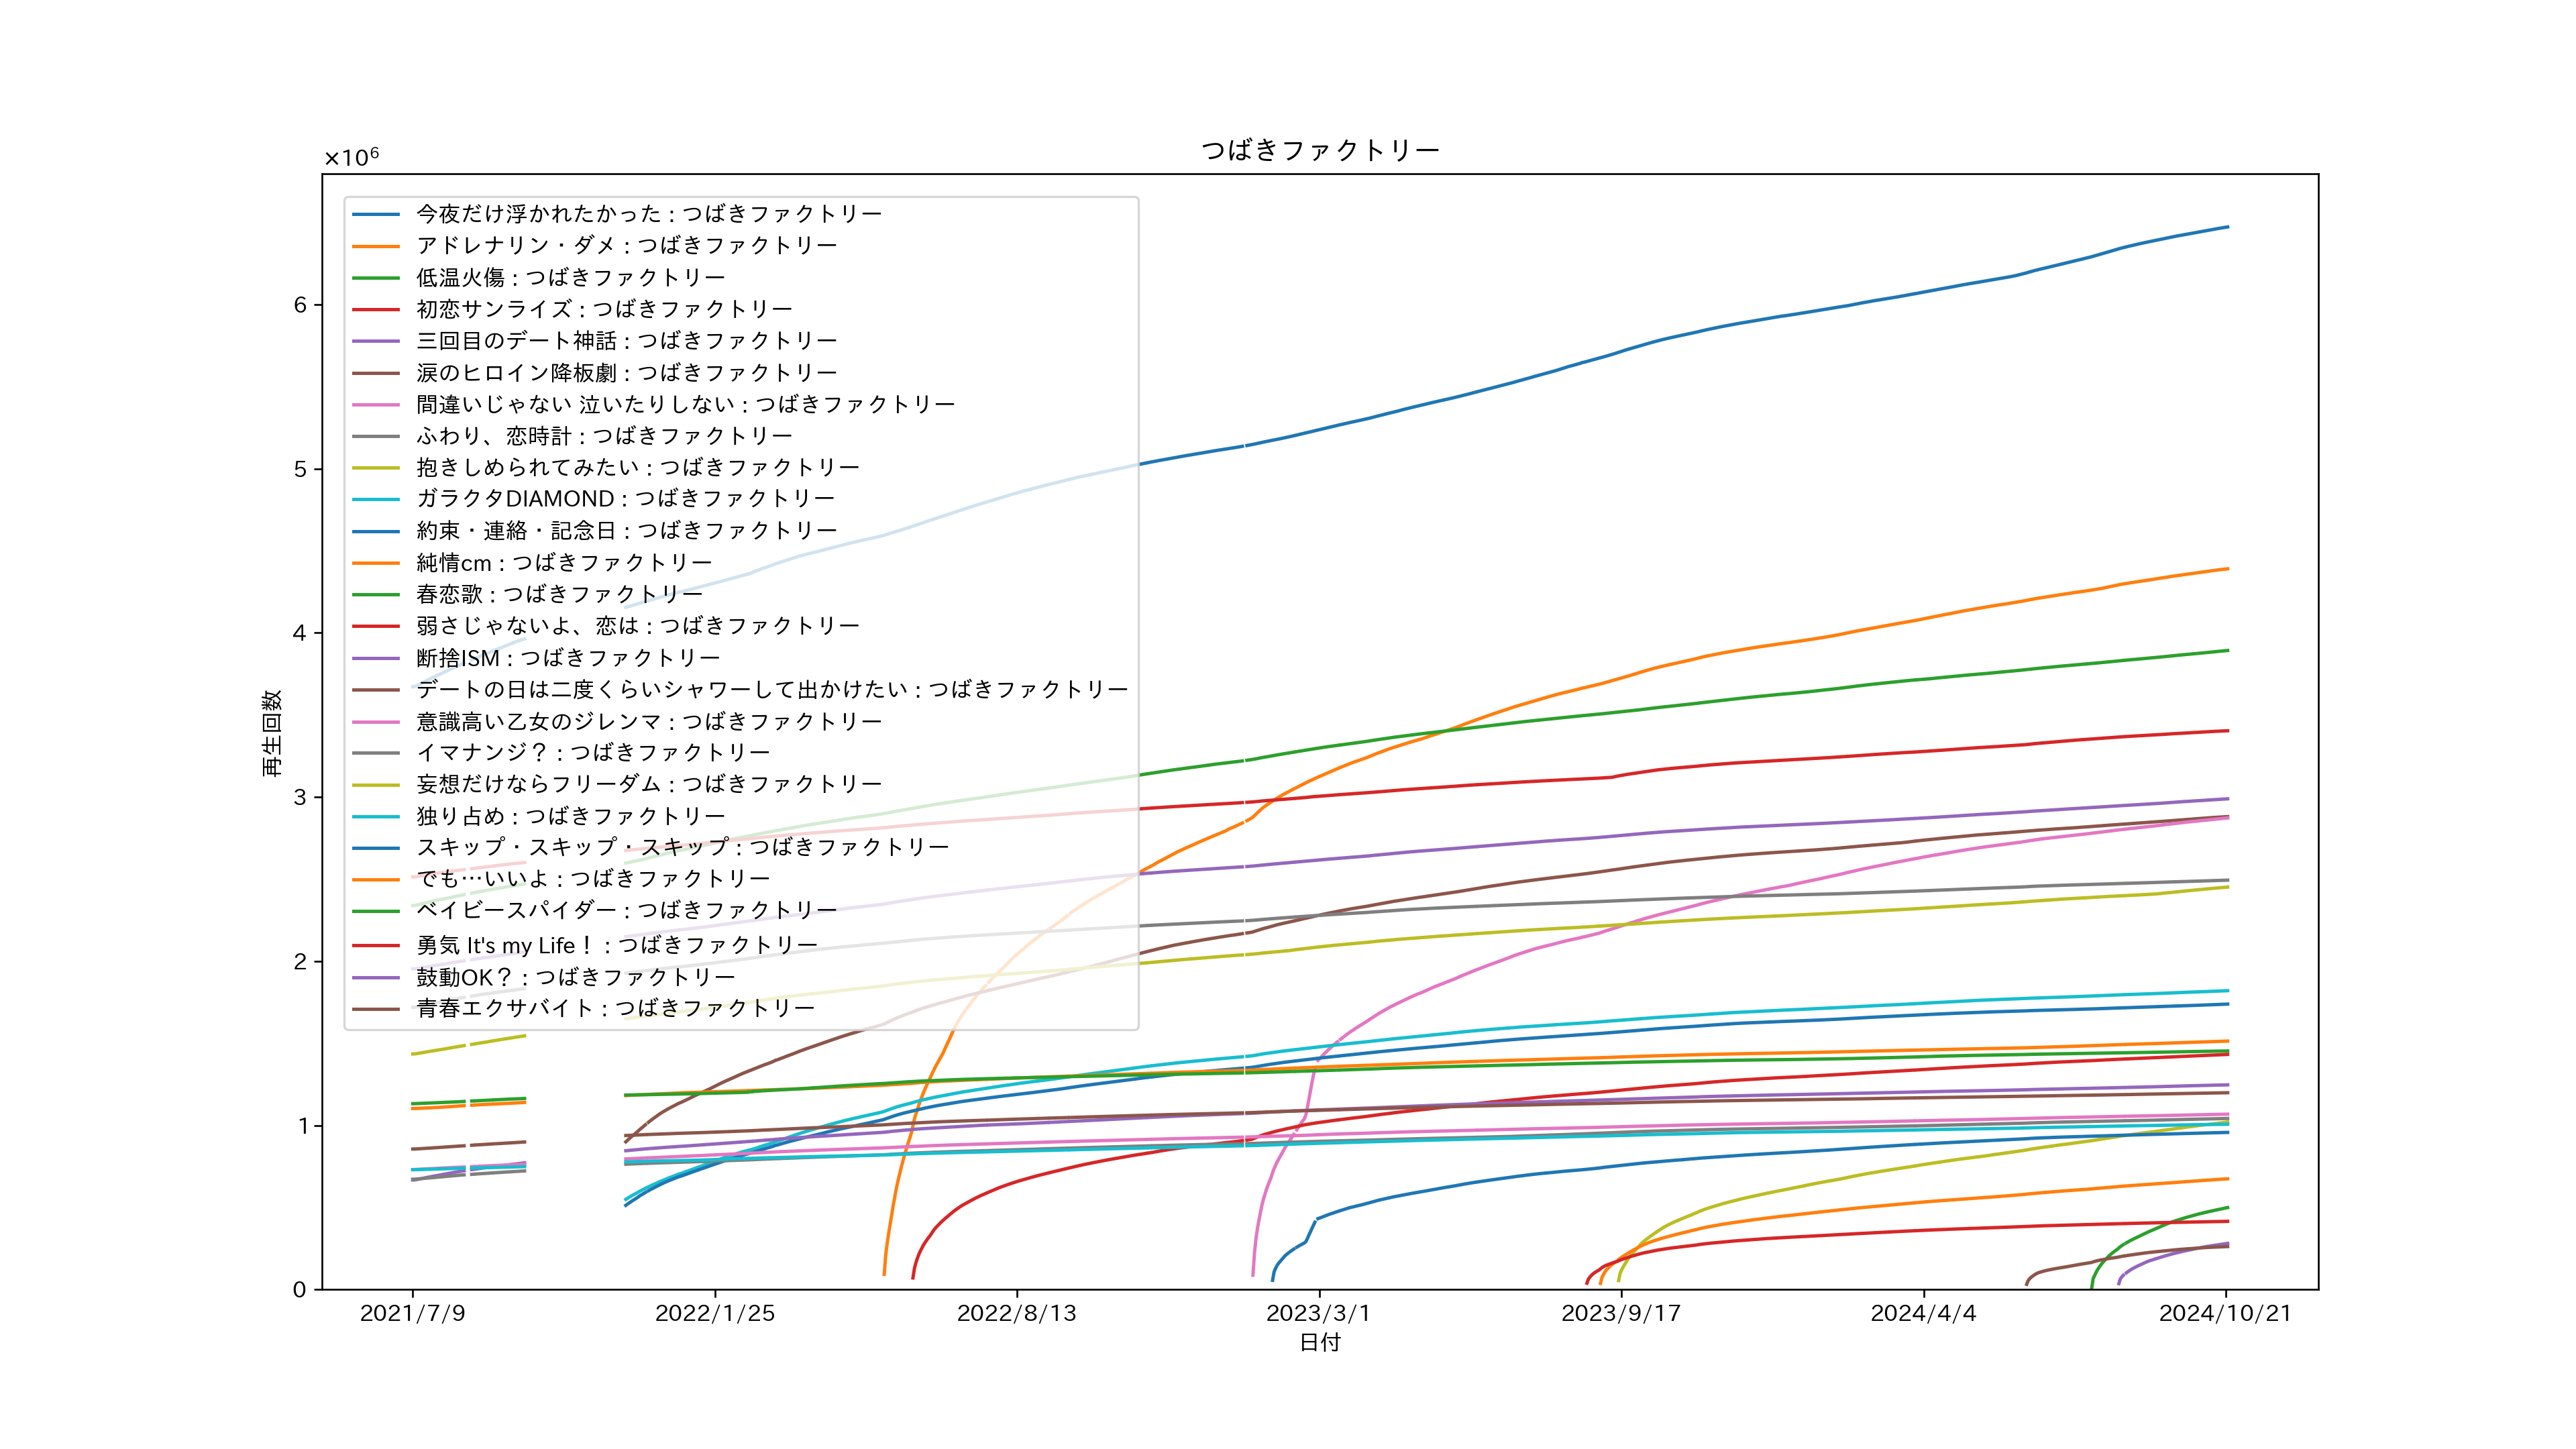 つばきファクトリー
×10⁶
今夜だけ浮かれたかった : つばきファクトリー
アドレナリン・ダメ : つばきファクトリー
低温火傷 : つばきファクトリー
初恋サンライズ : つばきファクトリー
三回目のデート神話 : つばきファクトリー
涙のヒロイン降板劇 : つばきファクトリー
間違いじゃない 泣いたりしない : つばきファクトリー
ふわり、恋時計 : つばきファクトリー
抱きしめられてみたい : つばきファクトリー
ガラクタDIAMOND : つばきファクトリー
約束・連絡・記念日 : つばきファクトリー
純情cm : つばきファクトリー
春恋歌 : つばきファクトリー
弱さじゃないよ、恋は : つばきファクトリー
断捨ISM : つばきファクトリー
デートの日は二度くらいシャワーして出かけたい : つばきファクトリー
意識高い乙女のジレンマ : つばきファクトリー
イマナンジ？ : つばきファクトリー
妄想だけならフリーダム : つばきファクトリー
独り占め : つばきファクトリー
スキップ・スキップ・スキップ : つばきファクトリー
でも…いいよ : つばきファクトリー
ベイビースパイダー : つばきファクトリー
勇気 It's my Life！ : つばきファクトリー
鼓動OK？ : つばきファクトリー
青春エクサバイト : つばきファクトリー
再生回数
6
5
4
3
2
1
0
2021/7/9
2022/1/25
2022/8/13
2023/3/1
2023/9/17
2024/4/4
2024/10/21
日付